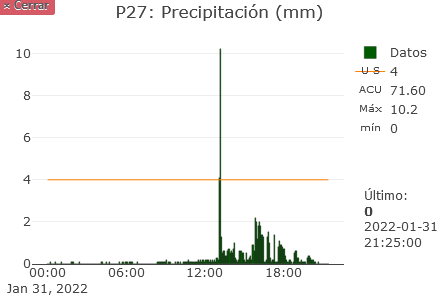 × Cerrar
P27: Precipitación (mm)
10
8
6
4
2
0
00:00
06:00
12:00
18:00
Jan 31, 2022
Datos
U S 4
ACU 71.60
Máx 10.2
mín 0
Último:
0
2022-01-31
21:25:00